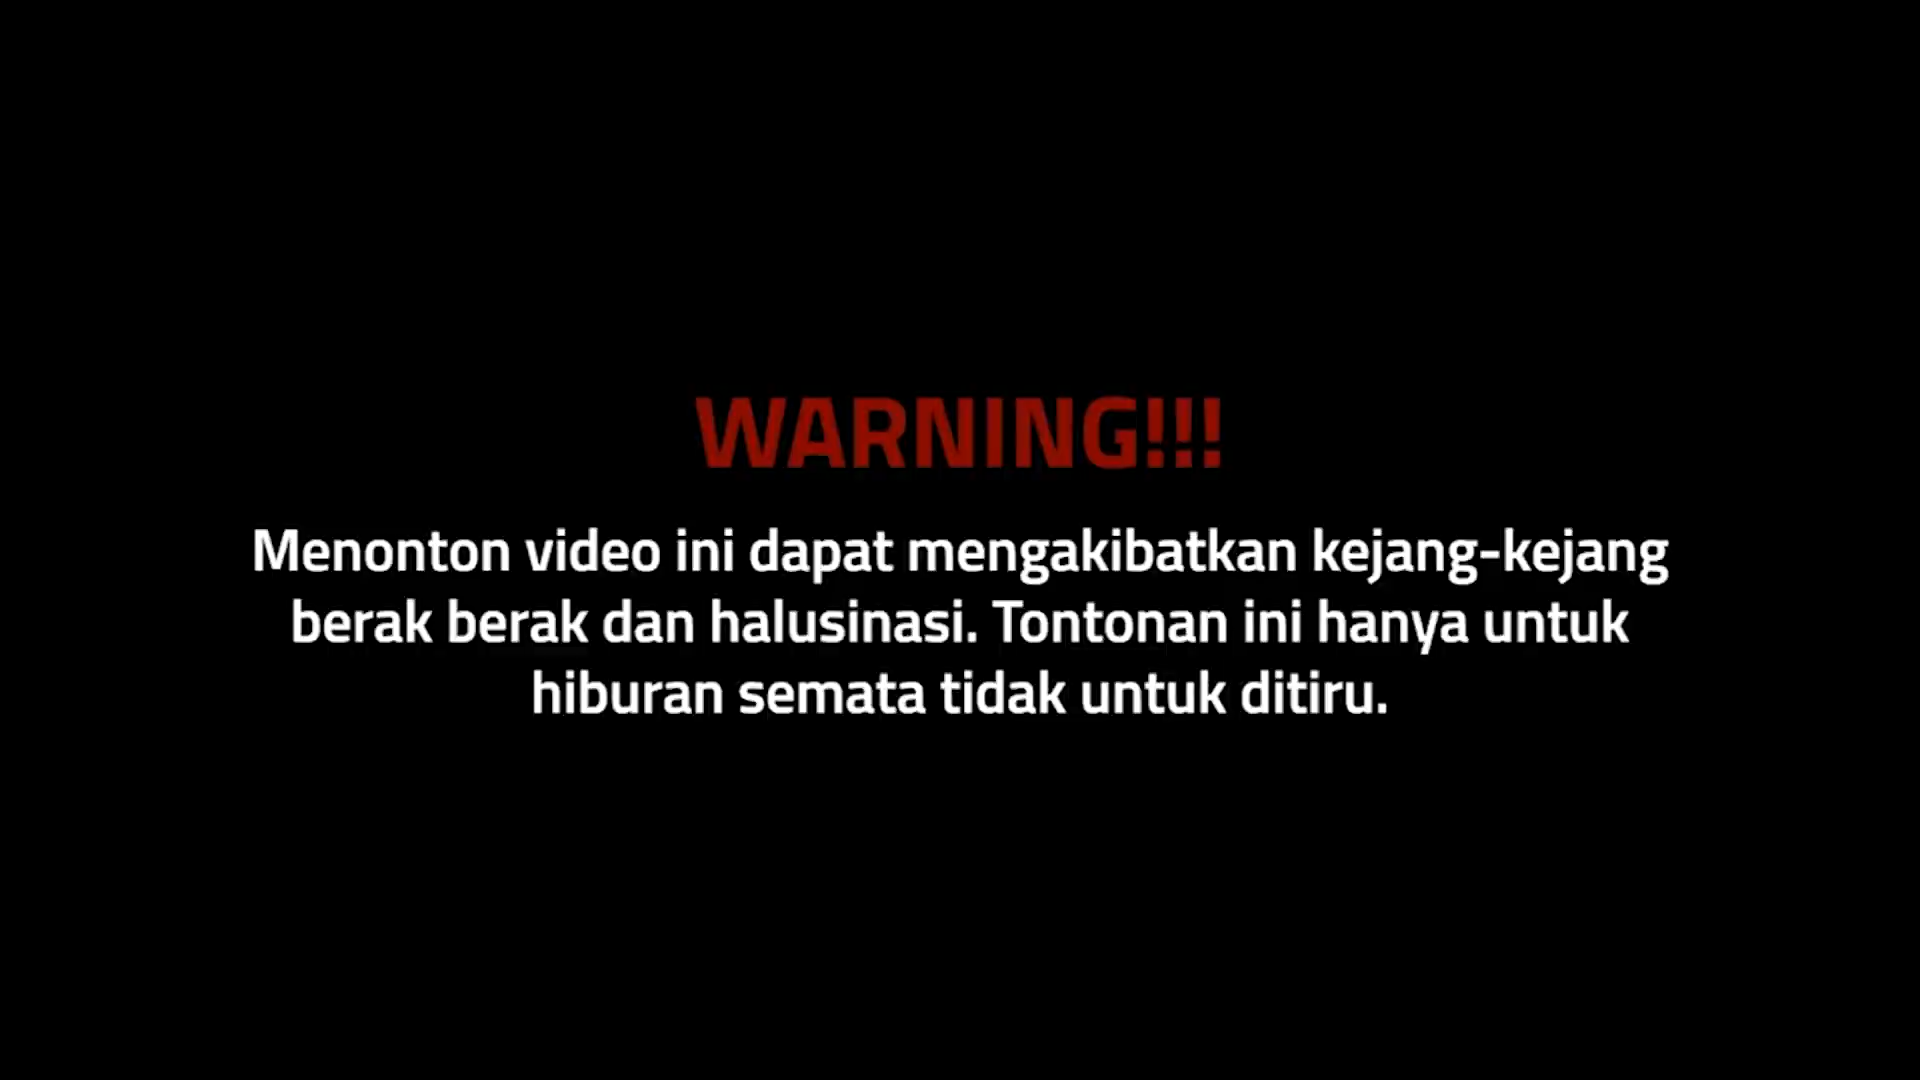 WARNING!!!
Menonton video ini dapat mengakibatkan kejang-kejang
berak berak dan halusinasi. Tontonan ini hanya untuk
hiburan semata tidak untuk ditiru.